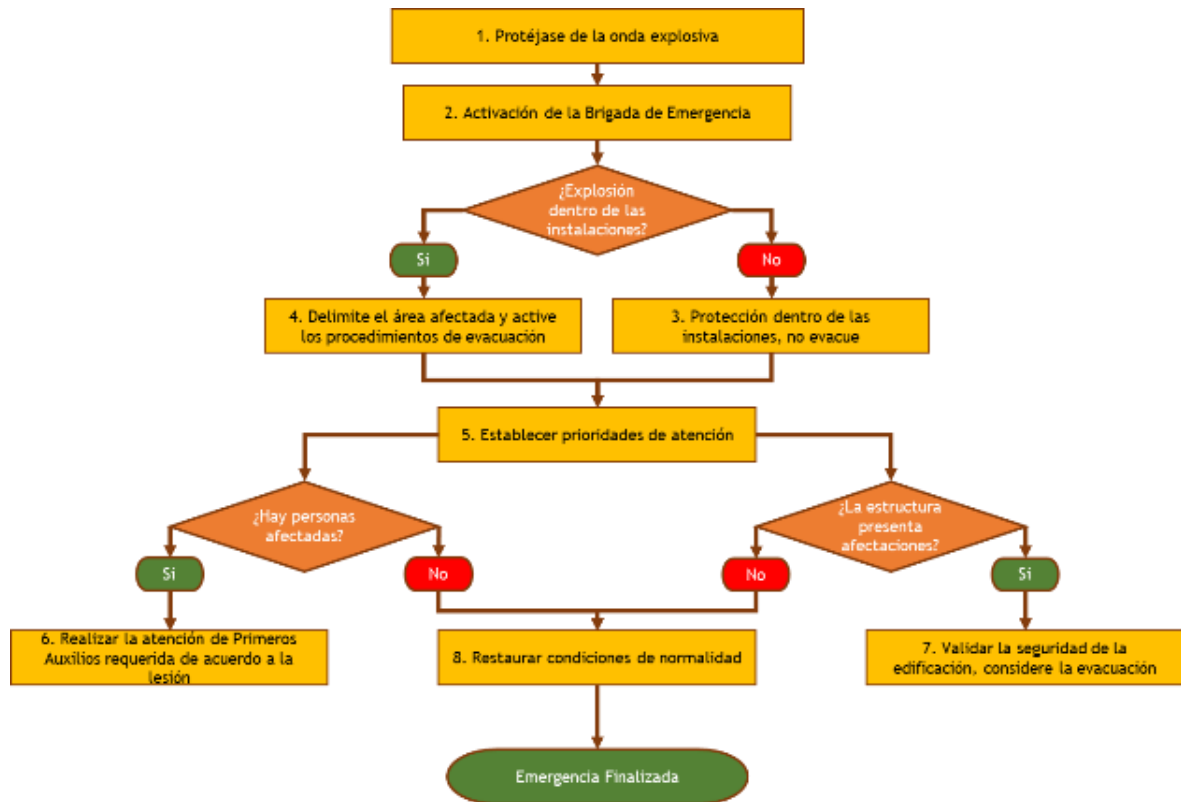 1. Protéjase de la onda explosiva
2. Activación de la Brigada de Emergencia
¿Explosión
dentro de las
instalaciones?
Si
No
4. Delimite el área afectada y active
los procedimientos de evacuación
3. Protección dentro de las
instalaciones, no evacue
5. Establecer prioridades de atención
¿Hay personas
afectadas?
¿La estructura
presenta
afectaciones?
Si
No
No
Si
6. Realizar la atención de Primeros
Auxilios requerida de acuerdo a la
lesión
8. Restaurar condiciones de normalidad
7. Validar la seguridad de la
edificación, considere la evacuación
Emergencia Finalizada